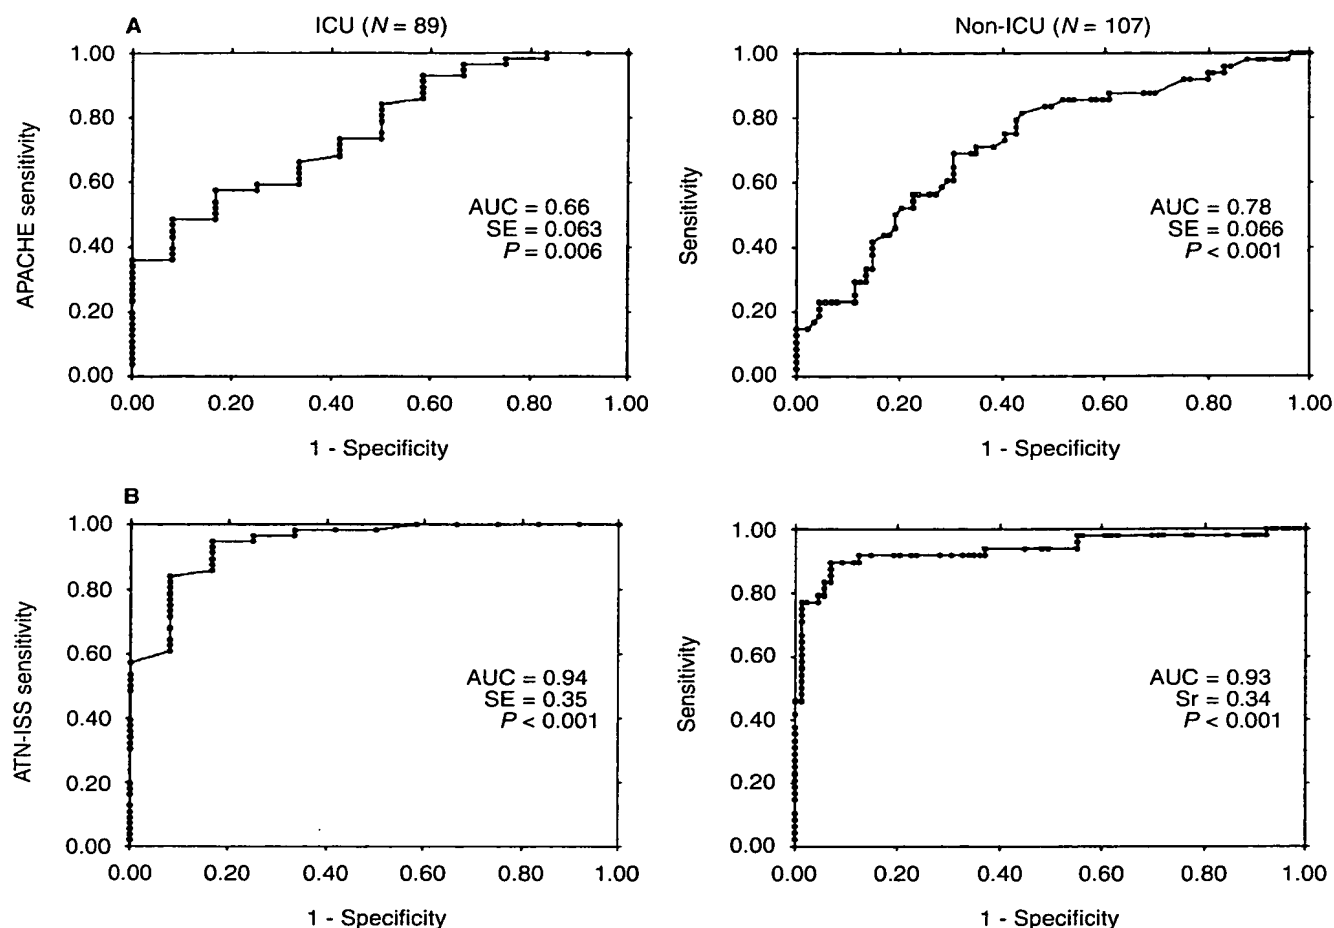 A
ICU (N = 89)
1.00
0.80
0.60
0.40
0.20
0.00
APACHE sensitivity
AUC = 0.66
SE = 0.063
P = 0.006
0.00 0.20 0.40 0.60 0.80 1.00
1 - Specificity
Non-ICU (N = 107)
1.00
0.80
0.60
0.40
0.20
0.00
Sensitivity
AUC = 0.78
SE = 0.066
P < 0.001
0.00 0.20 0.40 0.60 0.80 1.00
1 - Specificity
B
1.00
0.80
0.60
0.40
0.20
0.00
ATN-ISS sensitivity
AUC = 0.94
SE = 0.35
P < 0.001
0.00 0.20 0.40 0.60 0.80 1.00
1 - Specificity
1.00
0.80
0.60
0.40
0.20
0.00
Sensitivity
AUC = 0.93
Sr = 0.34
P < 0.001
0.00 0.20 0.40 0.60 0.80 1.00
1 - Specificity